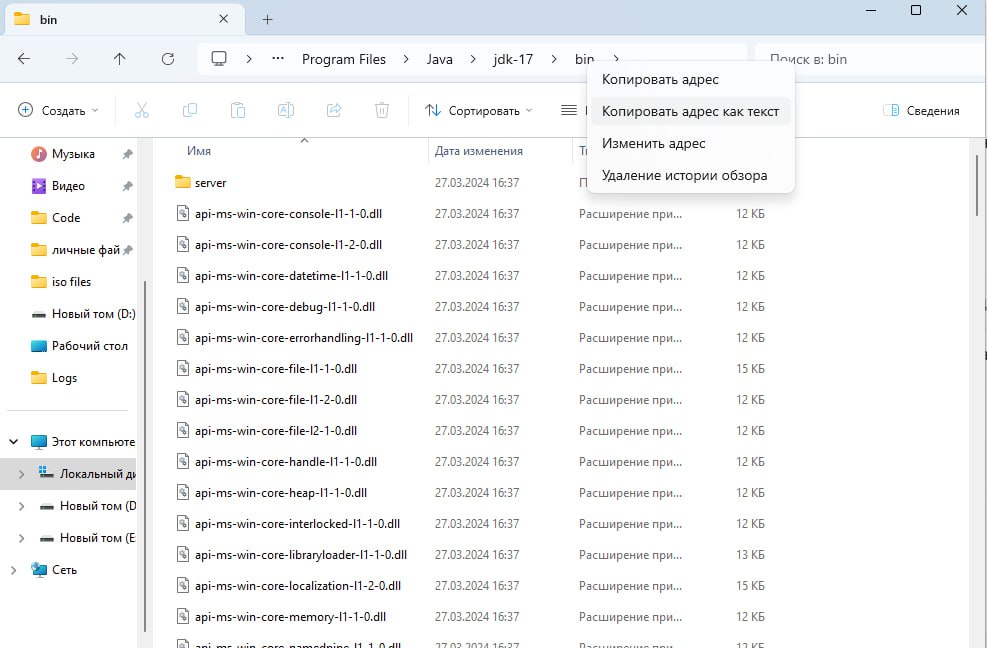 bin
Program Files
Java
jdk-17
bin
Поиск в: bin
Создать
Сортировать
Сведения
Копировать адрес
Копировать адрес как текст
Изменить адрес
Удаление истории обзора
Музыка
Видео
Code
личные фай
iso files
Новый том (D:)
Рабочий стол
Logs
Этот компьюте
Локальный ди
Новый том (D
Новый том (E
Сеть
Имя Дата изменения
server 27.03.2024 16:37
api-ms-win-core-console-l1-1-0.dll 27.03.2024 16:37 Расширение при... 12 КБ
api-ms-win-core-console-l1-2-0.dll 27.03.2024 16:37 Расширение при... 12 КБ
api-ms-win-core-datetime-l1-1-0.dll 27.03.2024 16:37 Расширение при... 12 КБ
api-ms-win-core-debug-l1-1-0.dll 27.03.2024 16:37 Расширение при... 12 КБ
api-ms-win-core-errorhandling-l1-1-0.dll 27.03.2024 16:37 Расширение при... 12 КБ
api-ms-win-core-file-l1-1-0.dll 27.03.2024 16:37 Расширение при... 15 КБ
api-ms-win-core-file-l1-2-0.dll 27.03.2024 16:37 Расширение при... 12 КБ
api-ms-win-core-file-l2-1-0.dll 27.03.2024 16:37 Расширение при... 12 КБ
api-ms-win-core-handle-l1-1-0.dll 27.03.2024 16:37 Расширение при... 12 КБ
api-ms-win-core-heap-l1-1-0.dll 27.03.2024 16:37 Расширение при... 12 КБ
api-ms-win-core-interlocked-l1-1-0.dll 27.03.2024 16:37 Расширение при... 12 КБ
api-ms-win-core-libraryloader-l1-1-0.dll 27.03.2024 16:37 Расширение при... 13 КБ
api-ms-win-core-localization-l1-2-0.dll 27.03.2024 16:37 Расширение при... 15 КБ
api-ms-win-core-memory-l1-1-0.dll 27.03.2024 16:37 Расширение при... 12 КБ
api-ms-win-core-namedpipe-l1-1-0.dll 27.03.2024 16:37 Расширение при... 12 КБ